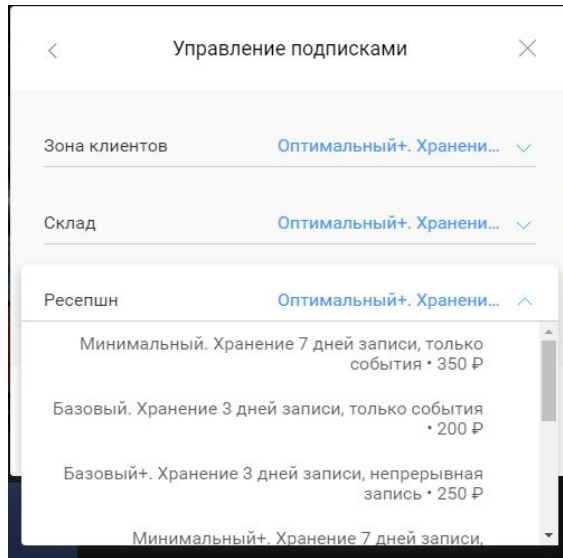 Управление подписками
Зона клиентов Оптимальный+. Хранени...
Склад Оптимальный+. Хранени...
Ресепшн Оптимальный+. Хранени...
Минимальный. Хранение 7 дней записи, только
события • 350 ₽
Базовый. Хранение 3 дней записи, только события
• 200 ₽
Базовый+. Хранение 3 дней записи, непрерывная
запись • 250 ₽
Минимальный+. Хранение 7 дней записи,